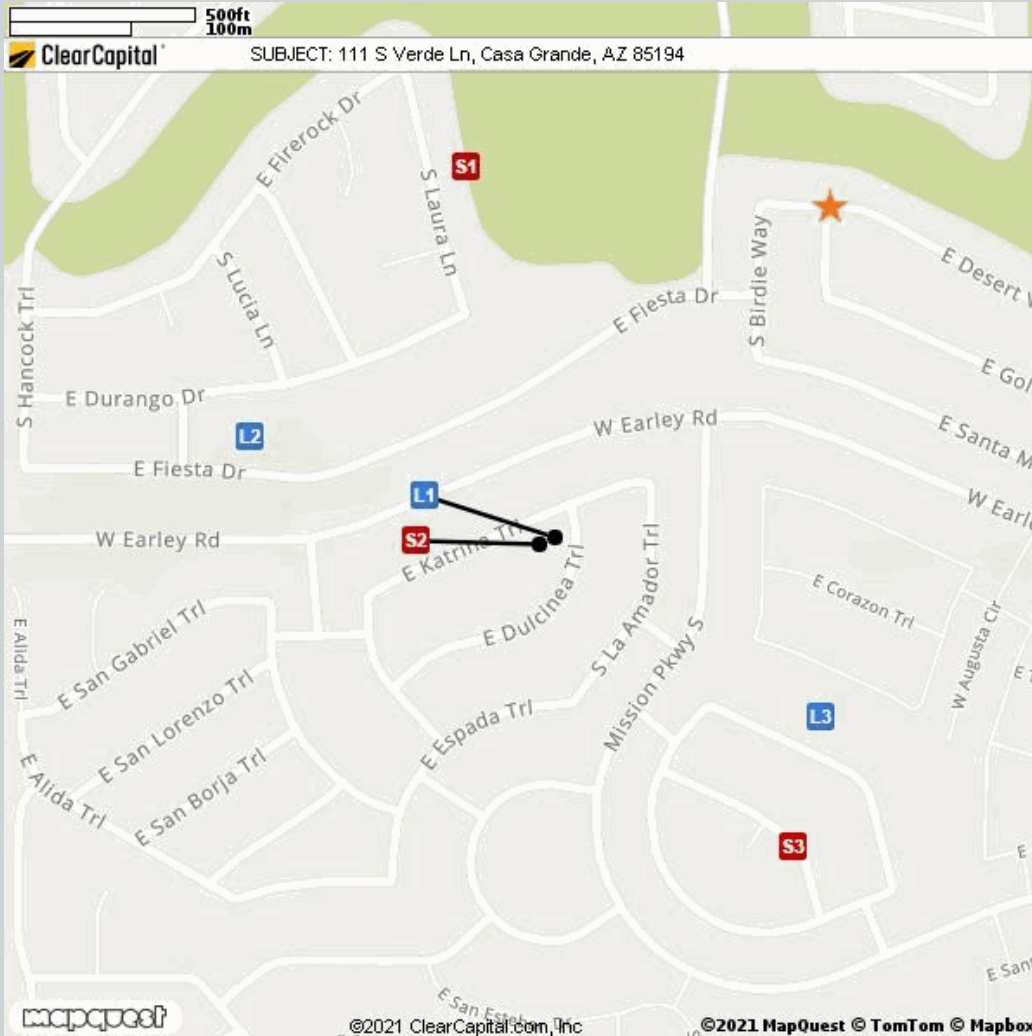 500ft
100m
ClearCapital
SUBJECT: 111 S Verde Ln, Casa Grande, AZ 85194
E Firerock Dr
S1
S Laura Ln
S Birdie Way
E Desert
S Lucia Ln
E Fiesta Dr
S Hancock Trl
E Gol
E Durango Dr
L2
W Earley Rd
E Santa M
E Fiesta Dr
L1
W Earl
W Earley Rd
S2
E Katrina Trl
E Dulcinea Trl
S La Amador Trl
E Corazon Trl
E Alida Trl
E San Gabriel Trl
W Augusta Cir
E San Lorenzo Trl
Mission Pkwy S
L3
E Espada Trl
E Alida Trl
E San Borja Trl
S3
E
E San
E San Esteban
mapquest
©2021 ClearCapital.com, Inc
©2021 MapQuest © TomTom © Mapbox